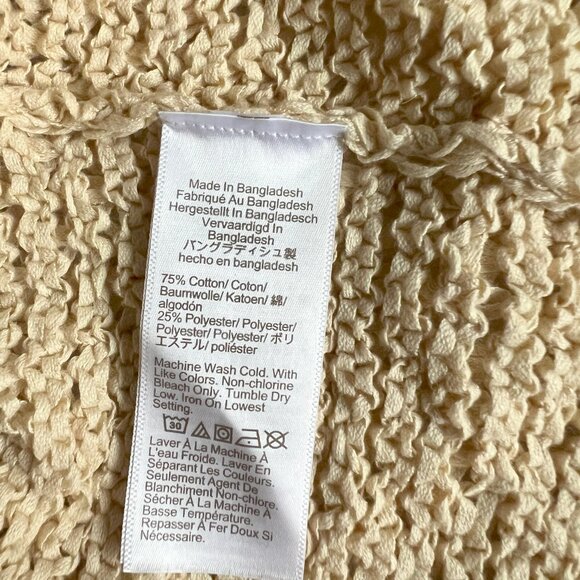 Made In Bangladesh
Fabriqué Au Bangladesh
Hergestellt In Bangladesch
Vervaardigd In
Bangladesh
バングラディシュ製
hecho en bangladesh
75% Cotton/ Coton/
Baumwolle/ Katoen/ 綿/
algodón
25% Polyester/ Polyester/
Polyester/ Polyester/ ポリ
エステル/ poliéster
Machine Wash Cold. With
Like Colors. Non-chlorine
Bleach Only. Tumble Dry
Low. Iron On Lowest
Setting.
30
Laver À La Machine À
L'eau Froide. Laver En
Séparant Les Couleurs.
Seulement Agent De
Blanchiment Non-chlore.
Sécher À La Machine À
Basse Température.
Repasser À Fer Doux Si
Nécessaire.